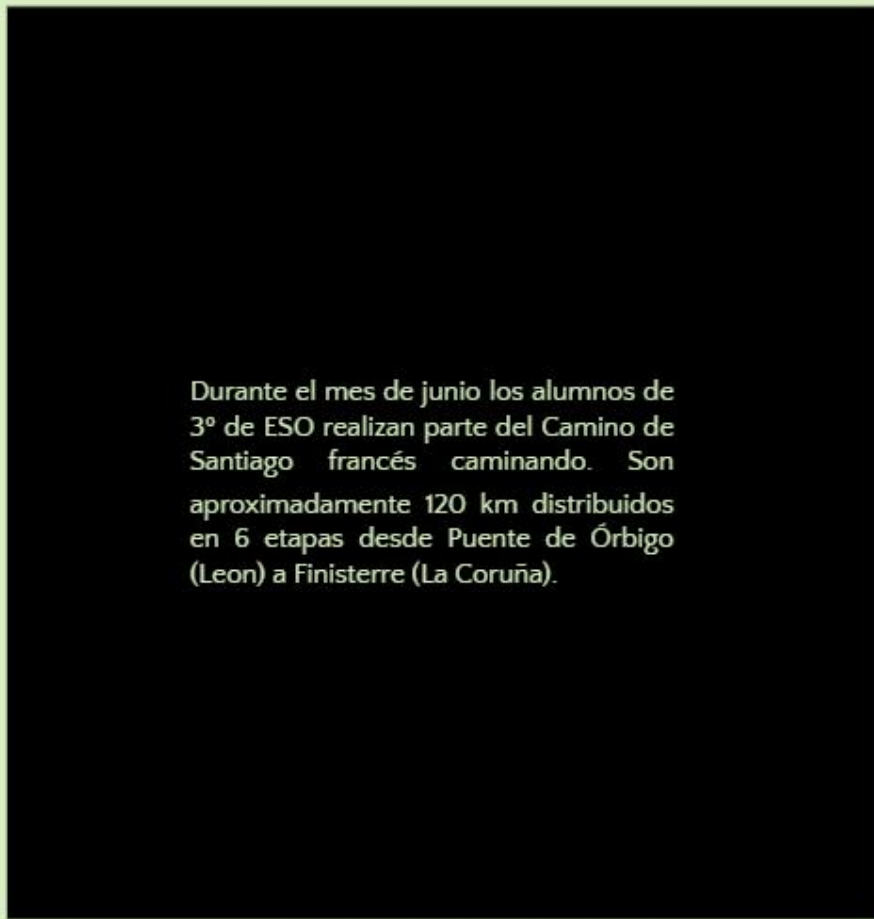 Durante el mes de junio los alumnos de
3º de ESO realizan parte del Camino de
Santiago francés caminando. Son
aproximadamente 120 km distribuidos
en 6 etapas desde Puente de Órbigo
(Leon) a Finisterre (La Coruña).